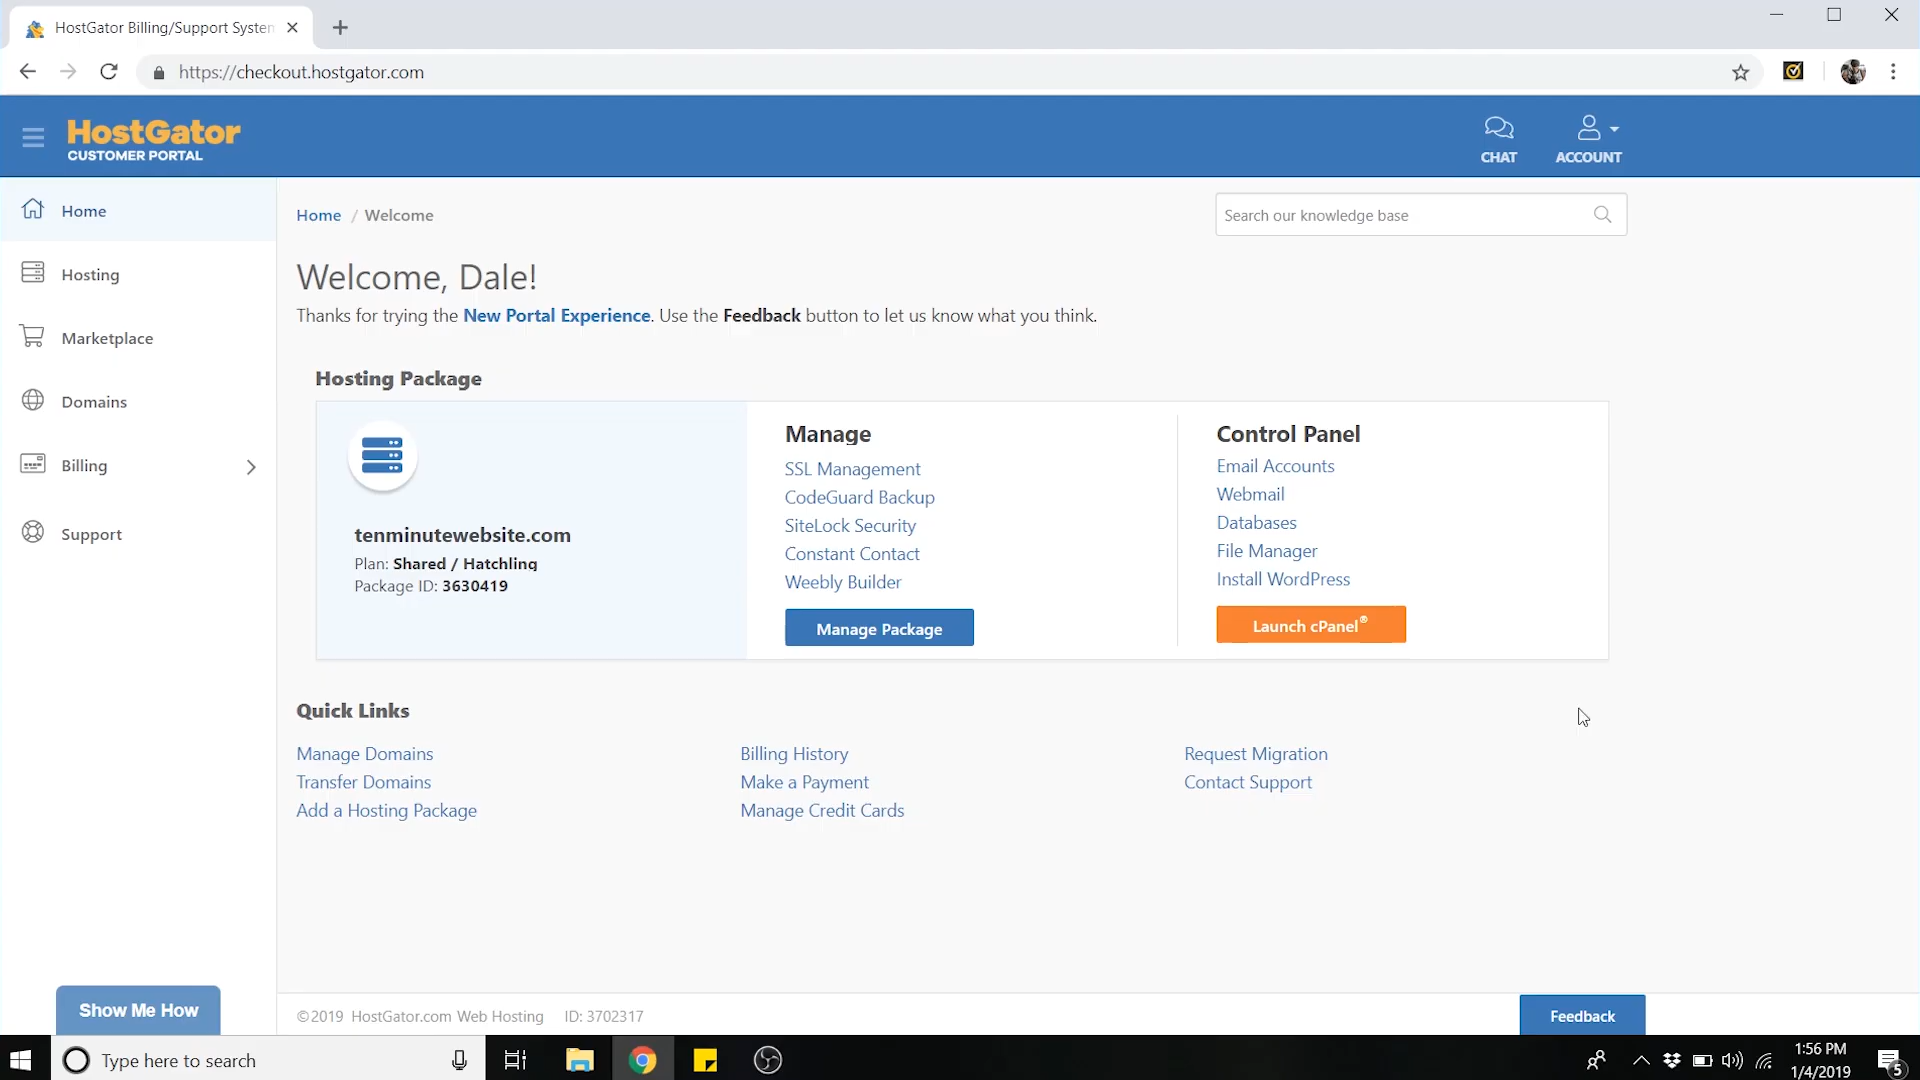 HostGator Billing/Support System
https://checkout.hostgator.com
HostGator
CUSTOMER PORTAL
CHAT
ACCOUNT
Home
Hosting
Marketplace
Domains
Billing
Support
Home / Welcome
Search our knowledge base
Welcome, Dale!
Thanks for trying the New Portal Experience. Use the Feedback button to let us know what you think.
Hosting Package
tenminutewebsite.com
Plan: Shared / Hatchling
Package ID: 3630419
Manage
SSL Management
CodeGuard Backup
SiteLock Security
Constant Contact
Weebly Builder
Manage Package
Control Panel
Email Accounts
Webmail
Databases
File Manager
Install WordPress
Launch cPanel®
Quick Links
Manage Domains
Transfer Domains
Add a Hosting Package
Billing History
Make a Payment
Manage Credit Cards
Request Migration
Contact Support
Show Me How
©2019 HostGator.com Web Hosting ID: 3702317
Feedback
Type here to search
1:56 PM
1/4/2019
5